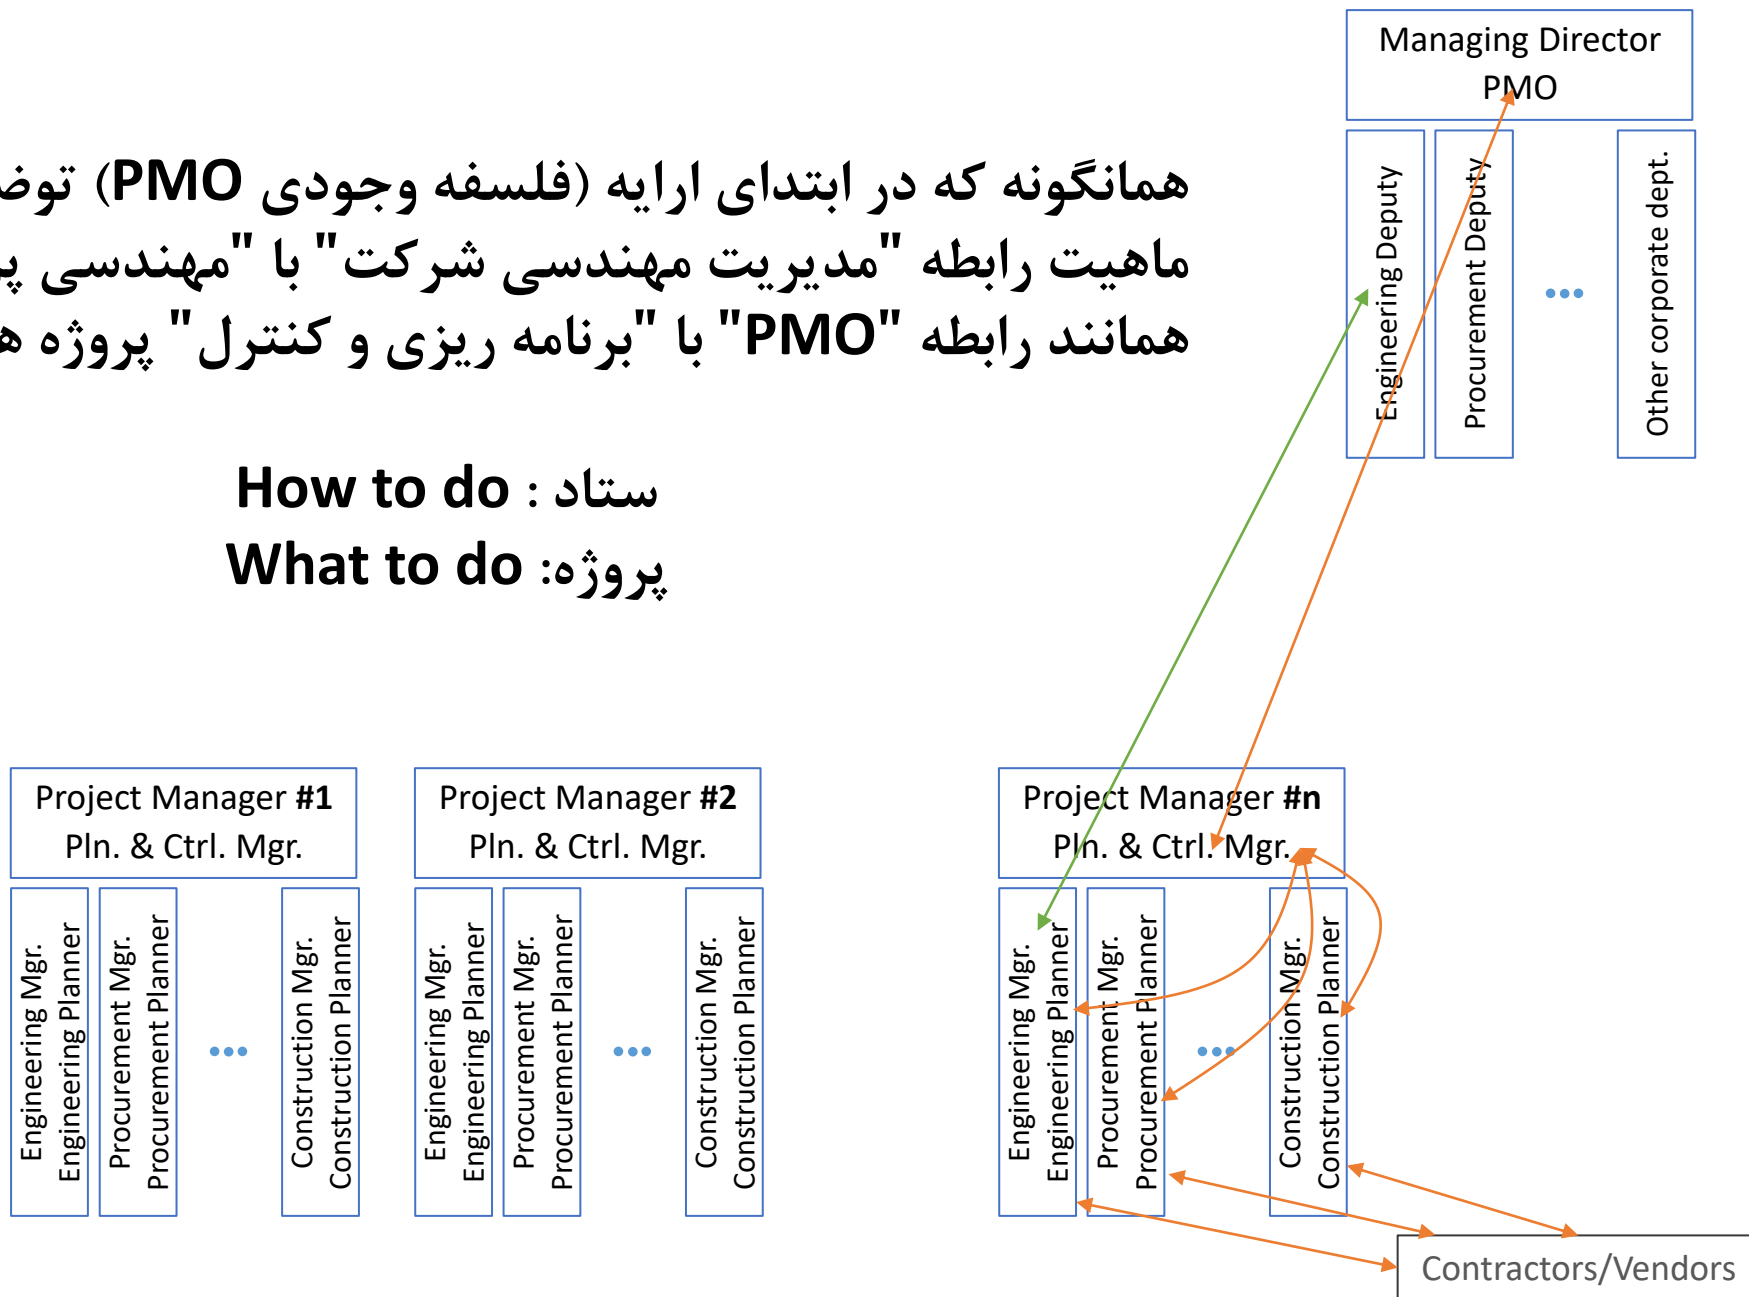 Managing Director
PMO
همانگونه که در ابتدای ارایه (فلسفه وجودی PMO)
ماهیت رابطه "مدیریت مهندسی شرکت" با "مهندسی
همانند رابطه "PMO" با "برنامه ریزی و کنترل" پروژه
ستاد : How to do
پروژه: What to do
Engineering Deputy
Procurement Deputy
...
Other corporate dept.
Project Manager #1
Pln. & Ctrl. Mgr.
Engineering Mgr.
Engineering Planner
Procurement Mgr.
Procurement Planner
...
Construction Mgr.
Construction Planner
Project Manager #2
Pln. & Ctrl. Mgr.
Engineering Mgr.
Engineering Planner
Procurement Mgr.
Procurement Planner
...
Construction Mgr.
Construction Planner
Project Manager #n
Pln. & Ctrl. Mgr.
Engineering Mgr.
Engineering Planner
Procurement Mgr.
Procurement Planner
...
Construction Mgr.
Construction Planner
Contractors/Vendors